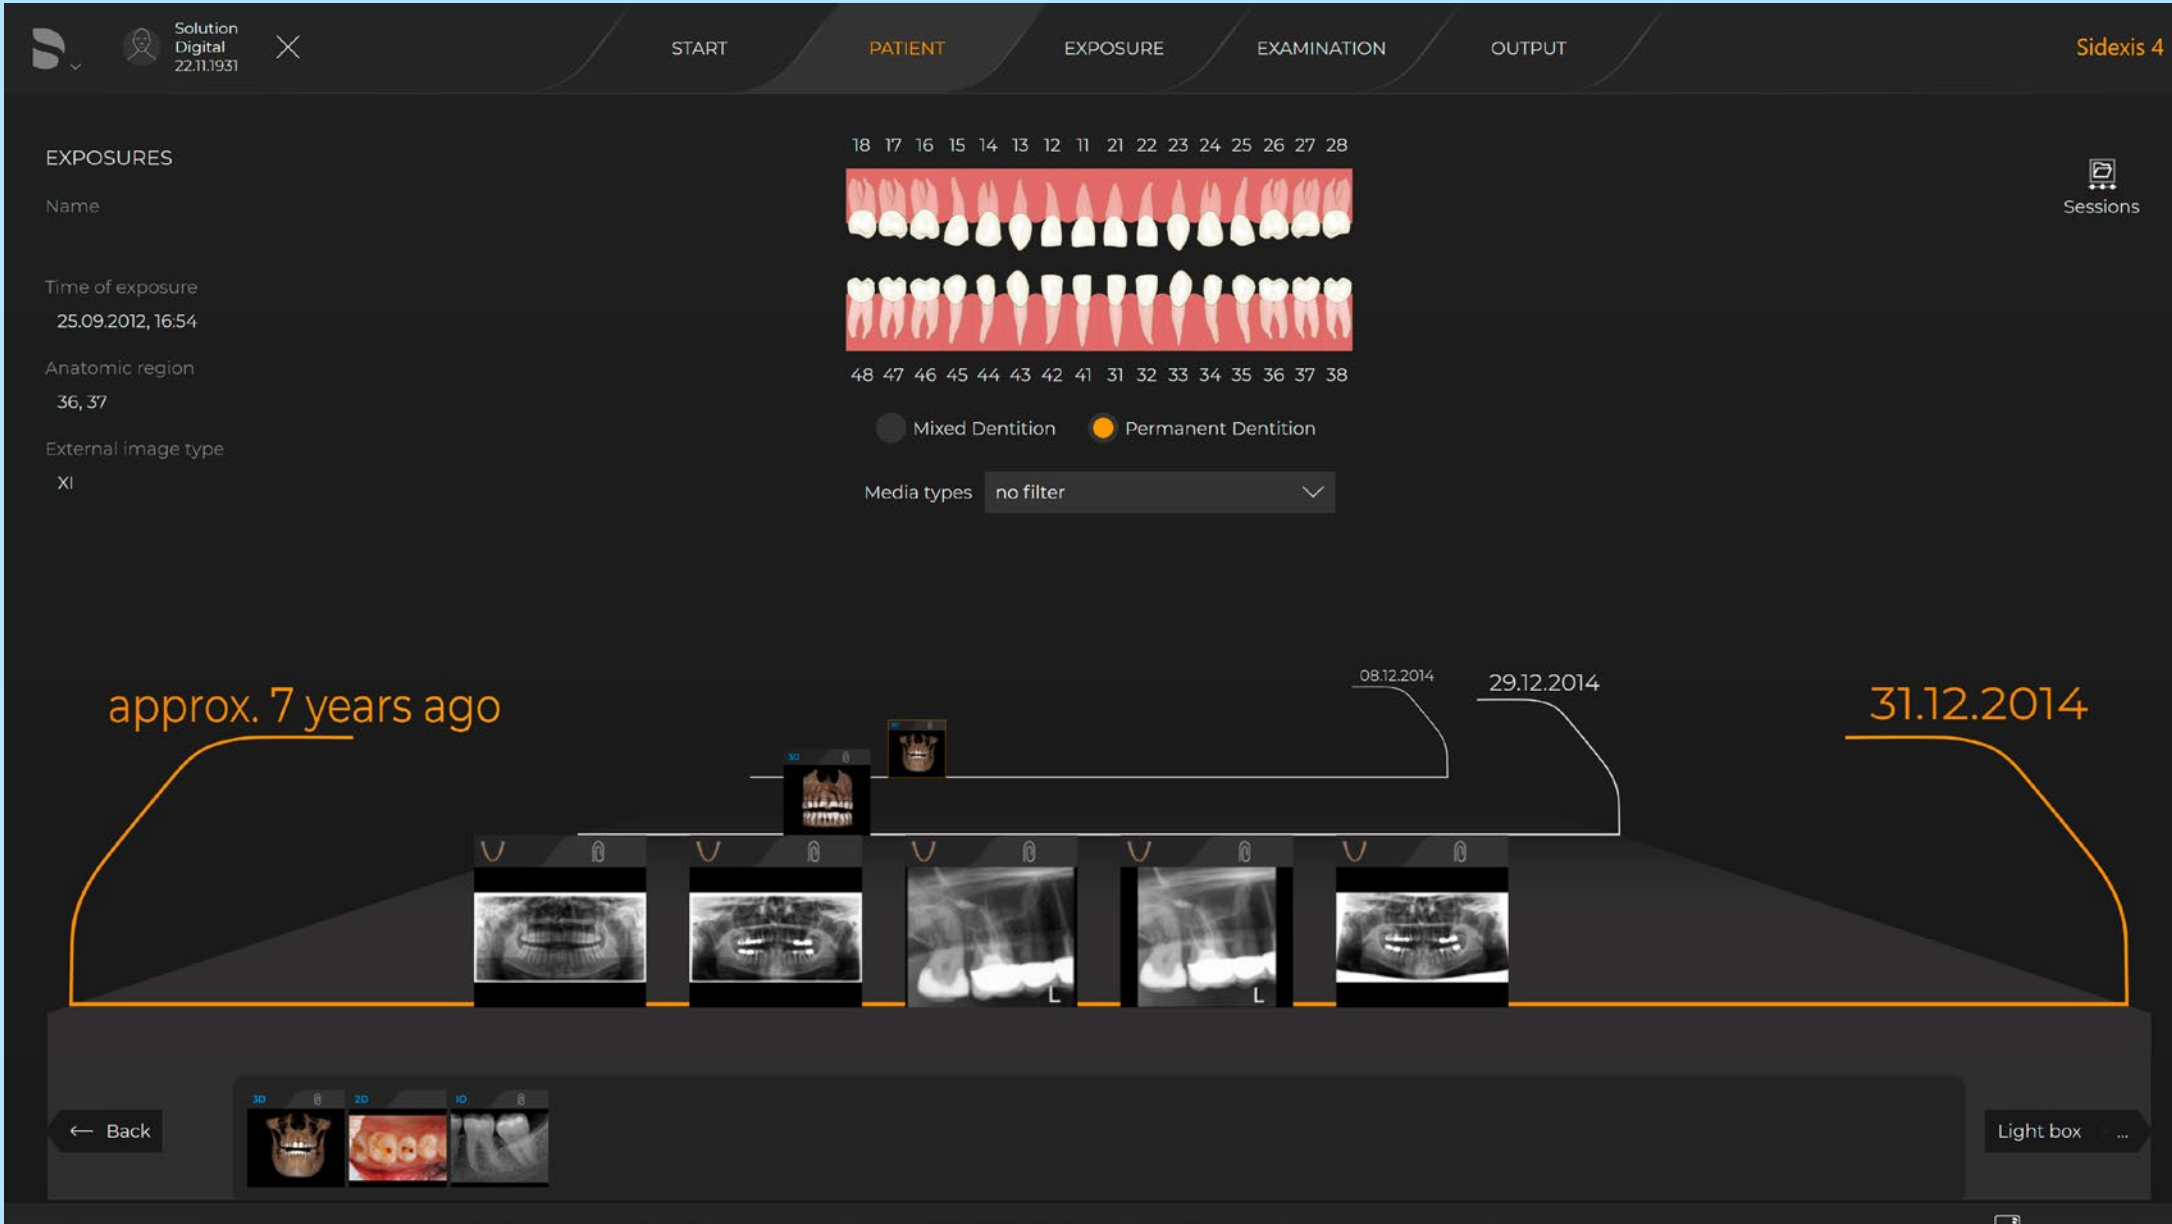 Solution
Digital
22.11.1931
START
PATIENT
EXPOSURE
EXAMINATION
OUTPUT
Sidexis 4
EXPOSURES
Name
Time of exposure
25.09.2012, 16:54
Anatomic region
36, 37
External image type
XI
18 17 16 15 14 13 12 11 21 22 23 24 25 26 27 28
48 47 46 45 44 43 42 41 31 32 33 34 35 36 37 38
Mixed Dentition
Permanent Dentition
Media types
no filter
Sessions
approx. 7 years ago
08.12.2014
29.12.2014
31.12.2014
3D
L
L
← Back
3D
2D
IO
Light box ...